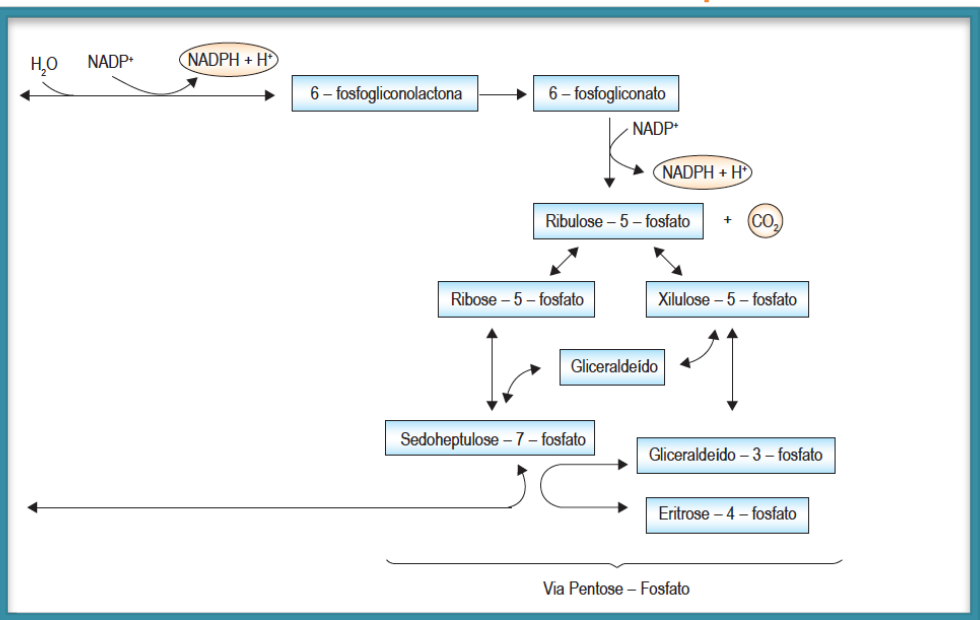 H₂O
NADP⁺
NADPH + H⁺
6 – fosfogliconolactona
6 – fosfogliconato
NADP⁺
NADPH + H⁺
Ribulose – 5 – fosfato
+
CO₂
Ribose – 5 – fosfato
Xilulose – 5 – fosfato
Gliceraldeído
Sedoheptulose – 7 – fosfato
Gliceraldeído – 3 – fosfato
Eritrose – 4 – fosfato
Via Pentose – Fosfato